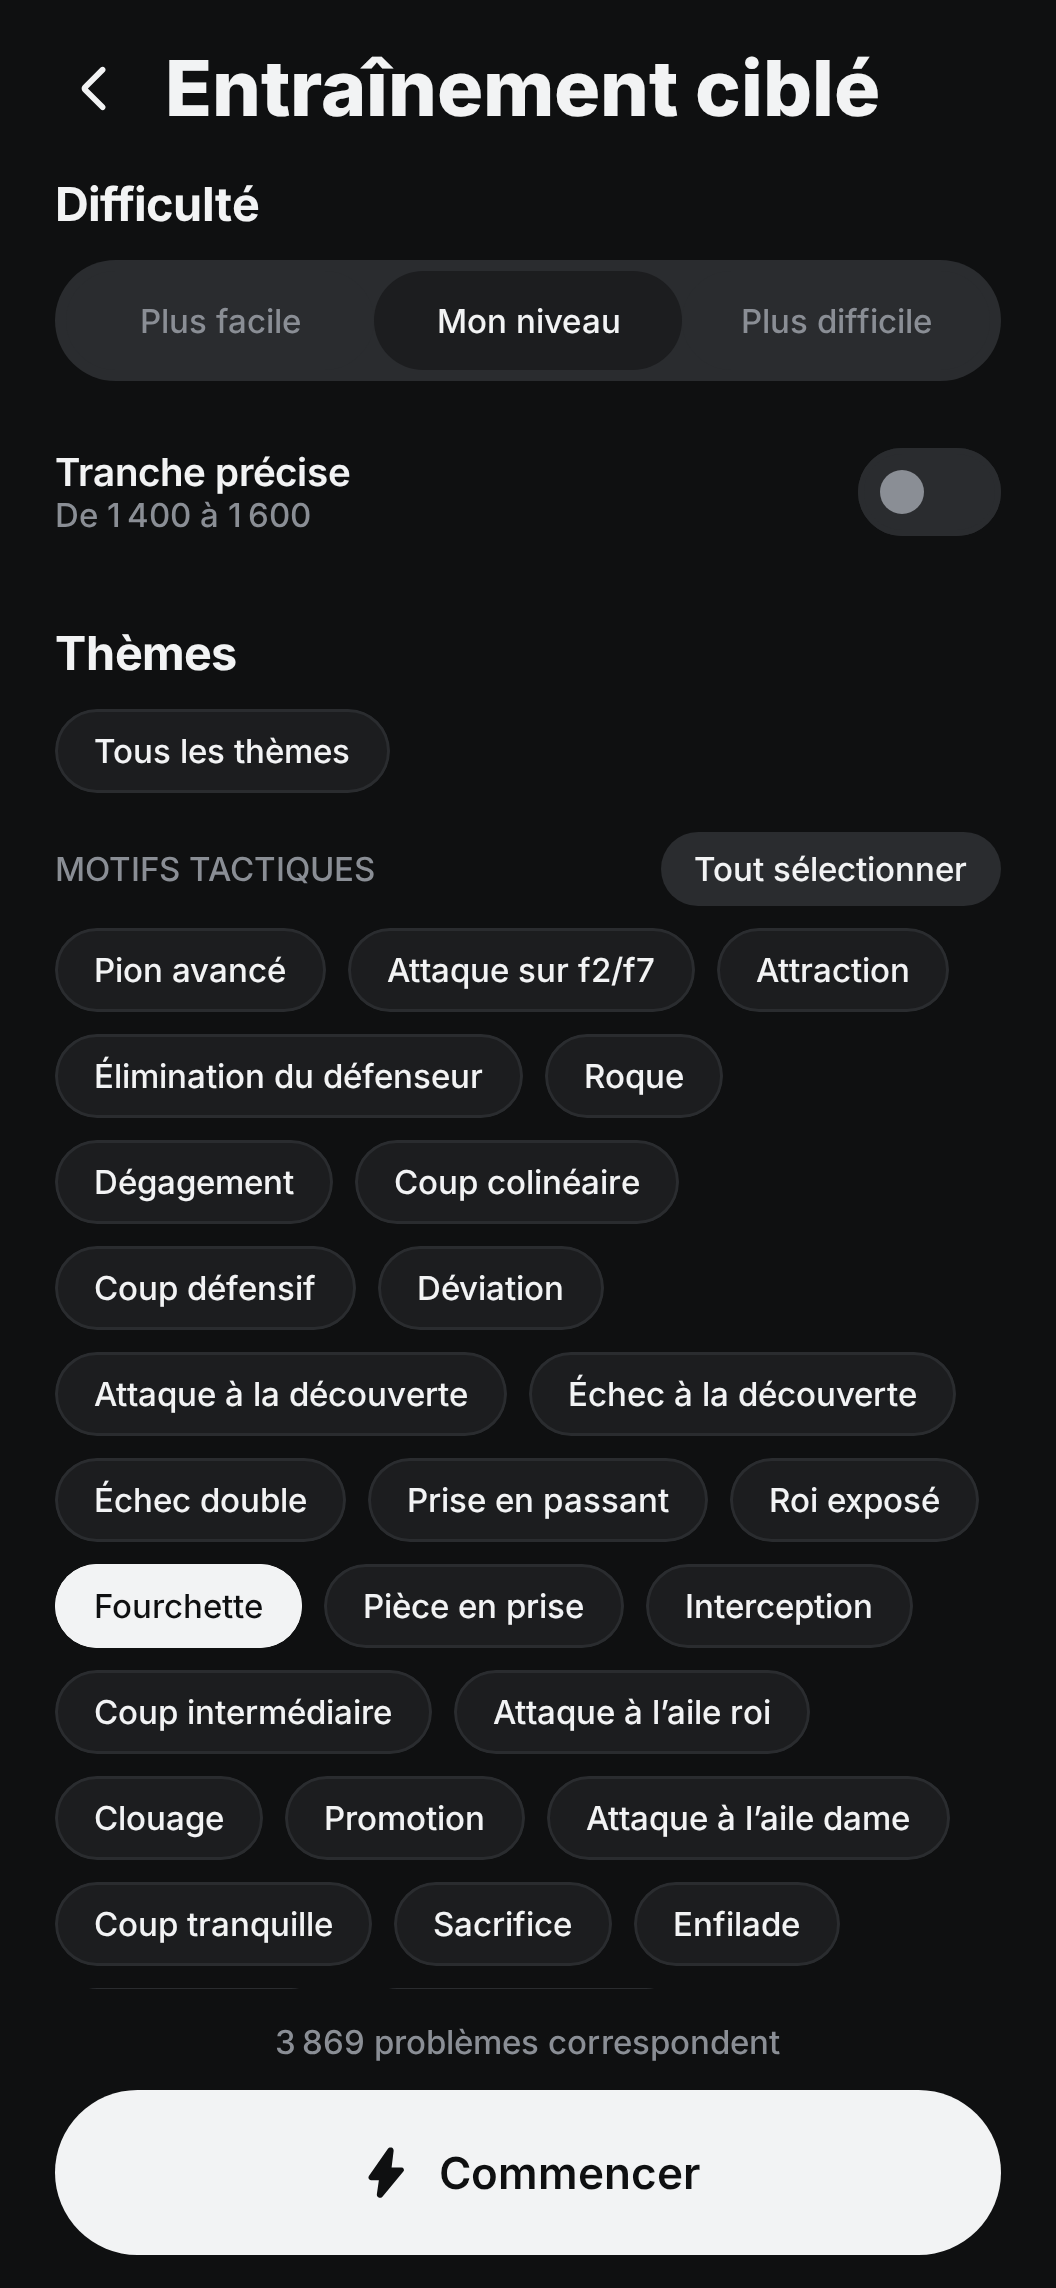 Entraînement ciblé
Difficulté
Plus facile Mon niveau Plus difficile
Tranche précise
De 1 400 à 1 600
Thèmes
Tous les thèmes
MOTIFS TACTIQUES Tout sélectionner
Pion avancé Attaque sur f2/f7 Attraction
Élimination du défenseur Roque
Dégagement Coup colinéaire
Coup défensif Déviation
Attaque à la découverte Échec à la découverte
Échec double Prise en passant Roi exposé
Fourchette Pièce en prise Interception
Coup intermédiaire Attaque à l’aile roi
Clouage Promotion Attaque à l’aile dame
Coup tranquille Sacrifice Enfilade
3 869 problèmes correspondent
Commencer